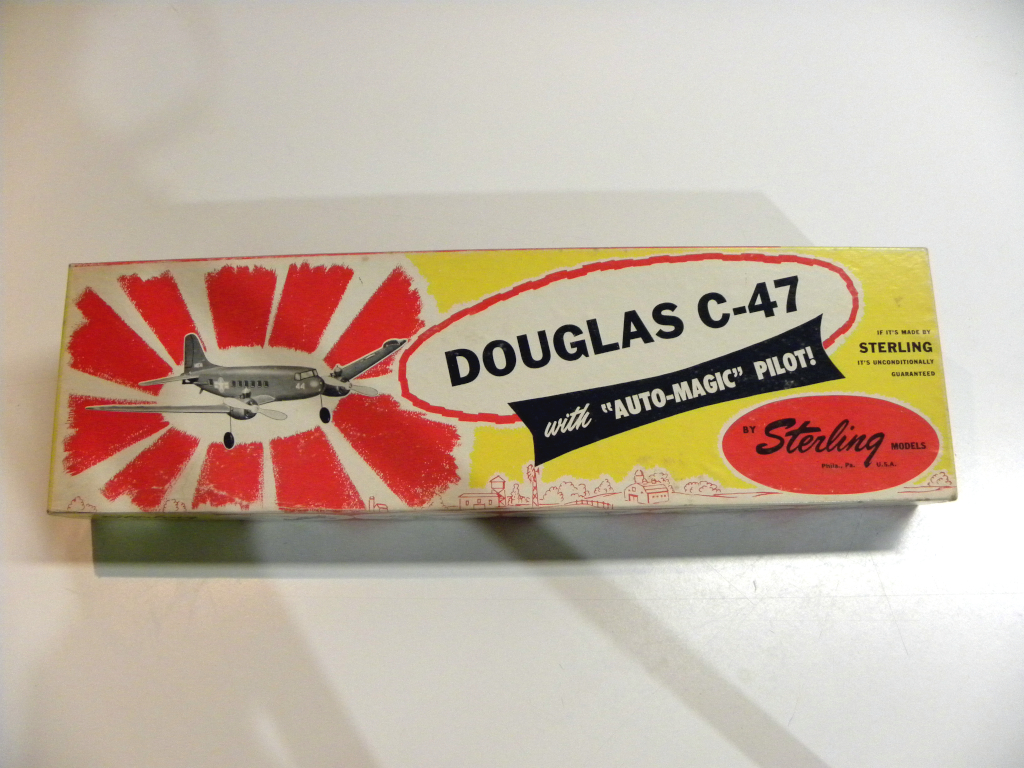 DOUGLAS C-47
with "AUTO-MAGIC" PILOT!
IF IT'S MADE BY
STERLING
IT'S UNCONDITIONALLY
GUARANTEED
BY Sterling MODELS
Phila., Pa. U.S.A.
44